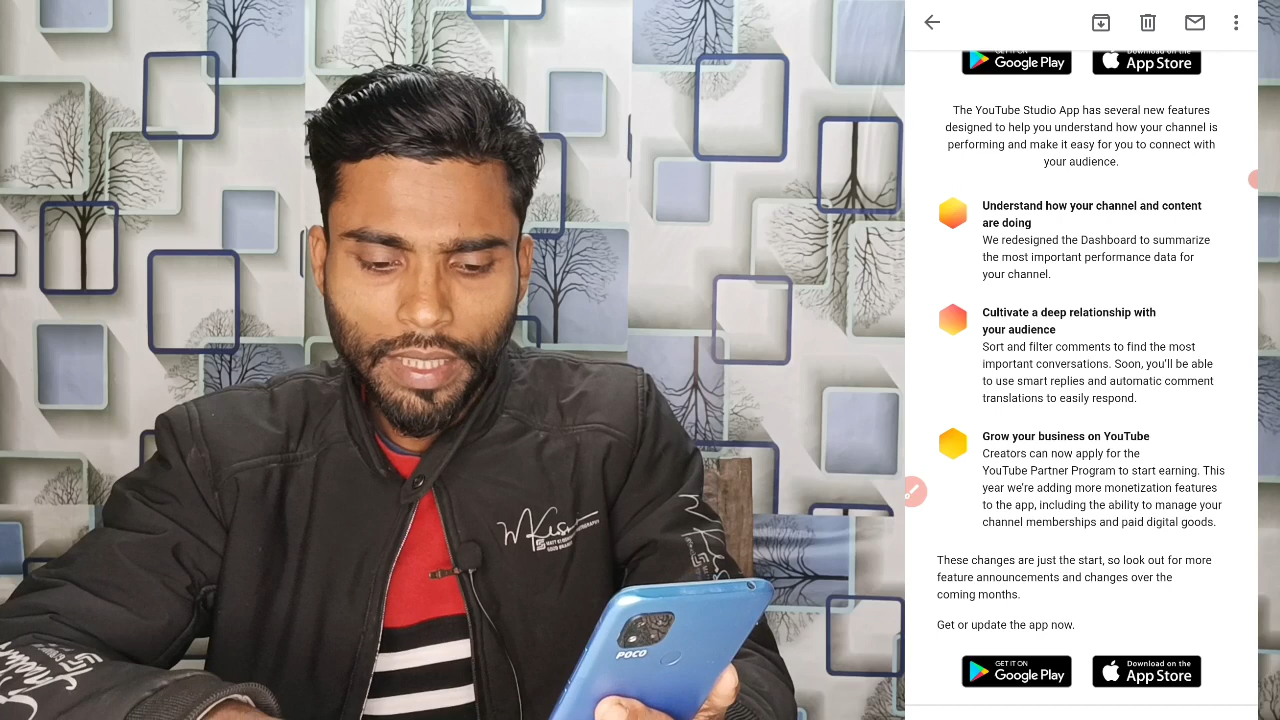 GET IT ON
Google Play
Download on the
App Store
The YouTube Studio App has several new features
designed to help you understand how your channel is
performing and make it easy for you to connect with
your audience.
Understand how your channel and content
are doing
We redesigned the Dashboard to summarize
the most important performance data for
your channel.
Cultivate a deep relationship with
your audience
Sort and filter comments to find the most
important conversations. Soon, you'll be able
to use smart replies and automatic comment
translations to easily respond.
Grow your business on YouTube
Creators can now apply for the
YouTube Partner Program to start earning. This
year we're adding more monetization features
to the app, including the ability to manage your
channel memberships and paid digital goods.
These changes are just the start, so look out for more
feature announcements and changes over the
coming months.
Get or update the app now.
GET IT ON
Google Play
Download on the
App Store
POCO